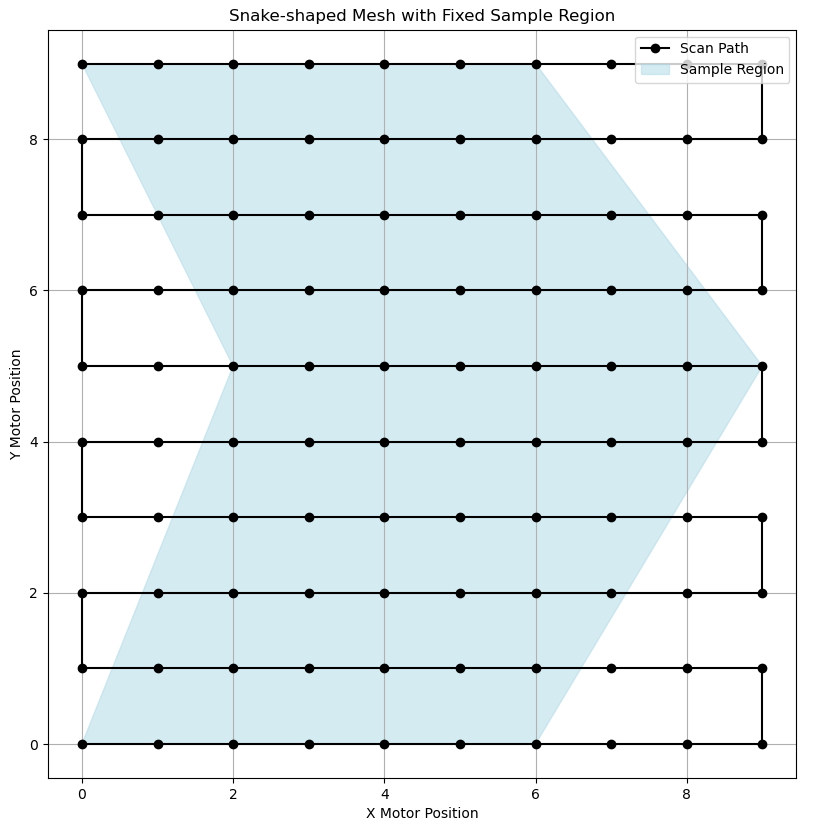 Snake-shaped Mesh with Fixed Sample Region
Scan Path
Sample Region
8
6
4
2
0
Y Motor Position
0 2 4 6 8
X Motor Position